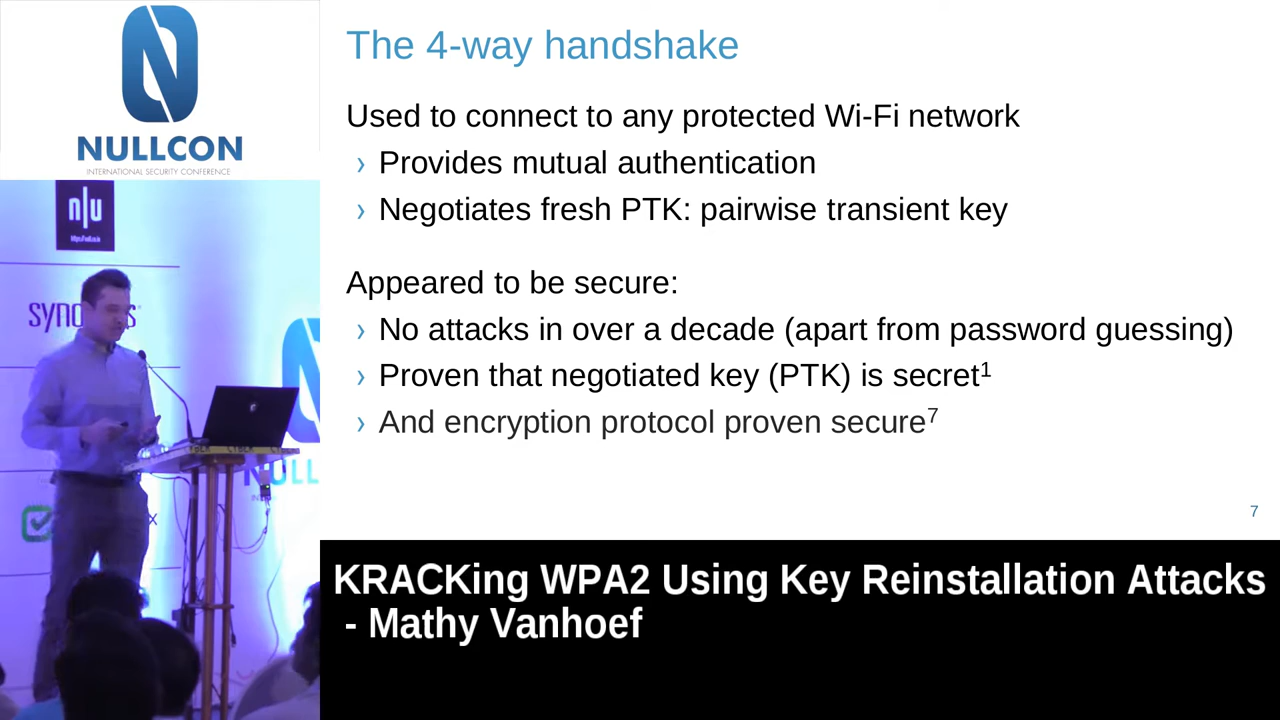 NULLCON
INTERNATIONAL SECURITY CONFERENCE
n|u
The 4-way handshake
Used to connect to any protected Wi-Fi network
› Provides mutual authentication
› Negotiates fresh PTK: pairwise transient key
Appeared to be secure:
› No attacks in over a decade (apart from password guessing)
› Proven that negotiated key (PTK) is secret¹
› And encryption protocol proven secure⁷
7
KRACKing WPA2 Using Key Reinstallation Attacks
- Mathy Vanhoef